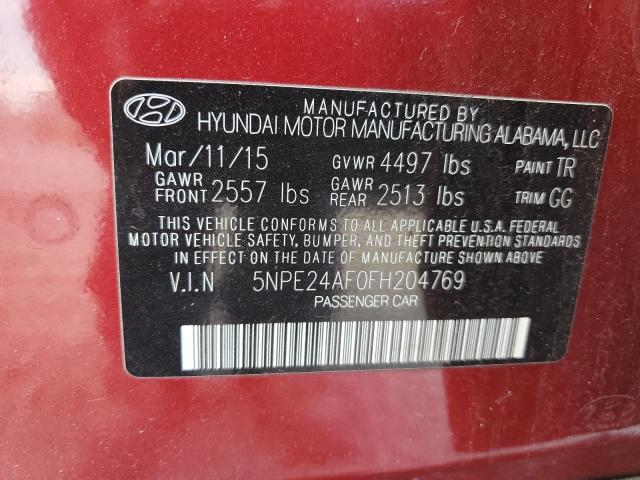 MANUFACTURED BY
HYUNDAI MOTOR MANUFACTURING ALABAMA, LLC
Mar/11/15 GVWR 4497 lbs PAINT TR
GAWR FRONT 2557 lbs GAWR REAR 2513 lbs TRIM GG
THIS VEHICLE CONFORMS TO ALL APPLICABLE U.S.A. FEDERAL
MOTOR VEHICLE SAFETY, BUMPER, AND THEFT PREVENTION STANDARDS
IN EFFECT ON THE DATE OF MANUFACTURE SHOWN ABOVE.
V.I.N 5NPE24AF0FH204769
PASSENGER CAR